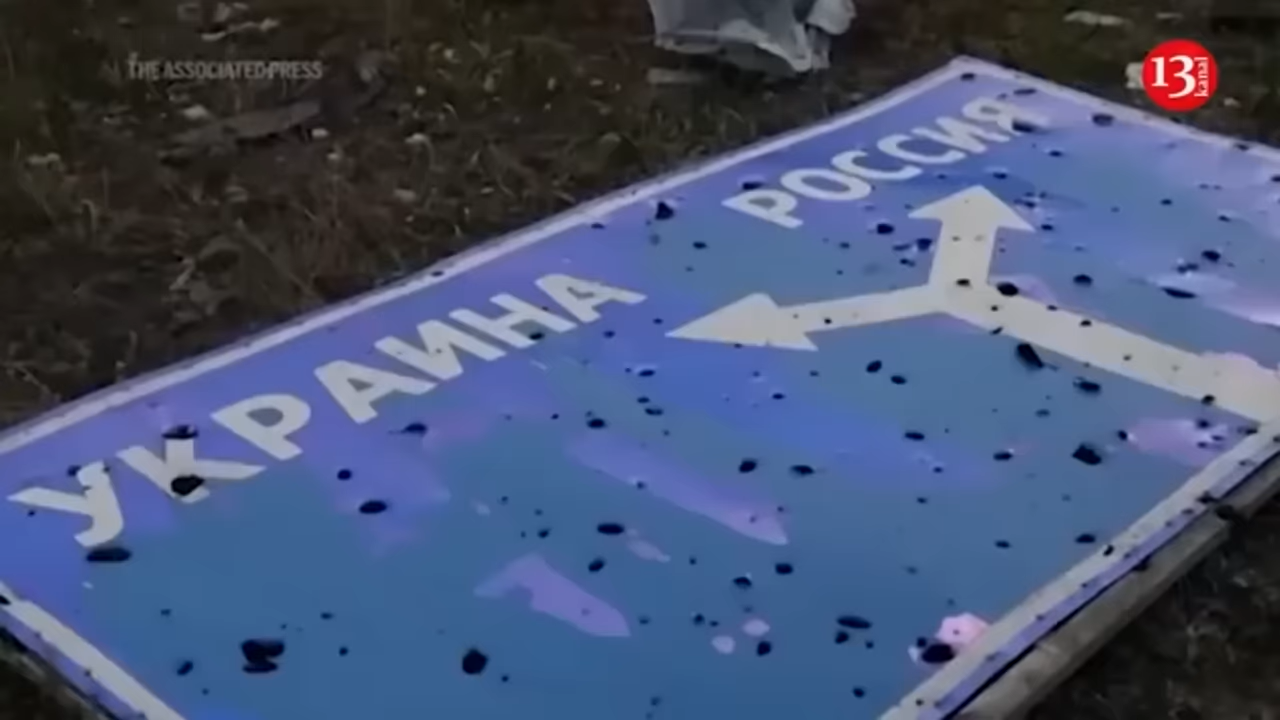 THE ASSOCIATED PRESS
13
kanal
РОССИЯ
УКРАИНА